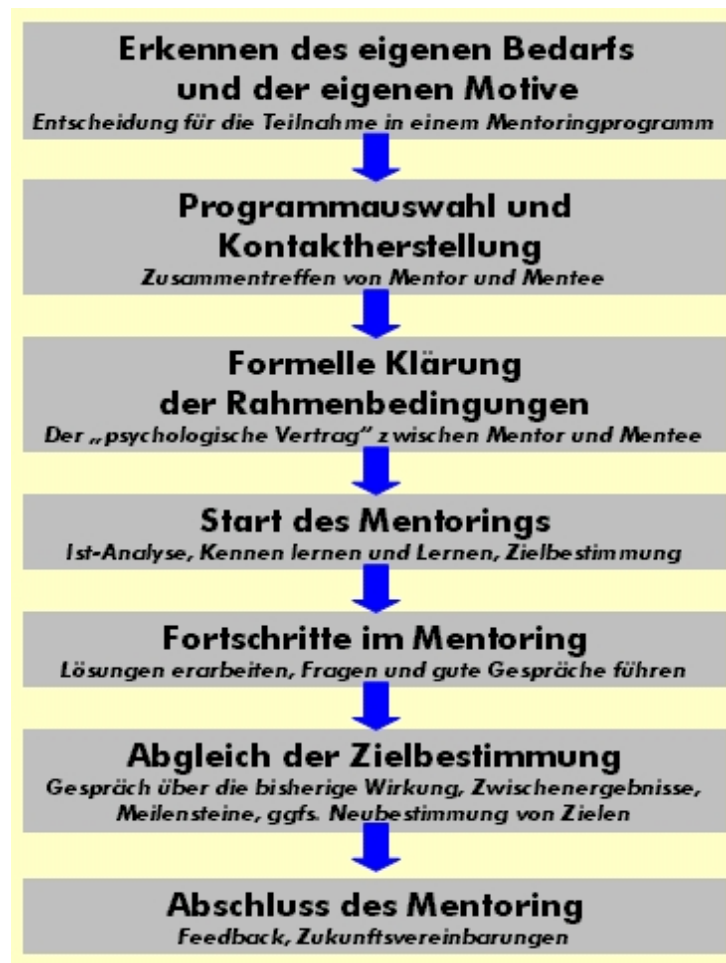 Erkennen des eigenen Bedarfs
und der eigenen Motive
Entscheidung für die Teilnahme in einem Mentoringprogramm
Programmauswahl und
Kontaktherstellung
Zusammentreffen von Mentor und Mentee
Formelle Klärung
der Rahmenbedingungen
Der „psychologische Vertrag“ zwischen Mentor und Mentee
Start des Mentorings
Ist-Analyse, Kennen lernen und Lernen, Zielbestimmung
Fortschritte im Mentoring
Lösungen erarbeiten, Fragen und gute Gespräche führen
Abgleich der Zielbestimmung
Gespräch über die bisherige Wirkung, Zwischenergebnisse,
Meilensteine, ggfs. Neubestimmung von Zielen
Abschluss des Mentoring
Feedback, Zukunftsvereinbarungen